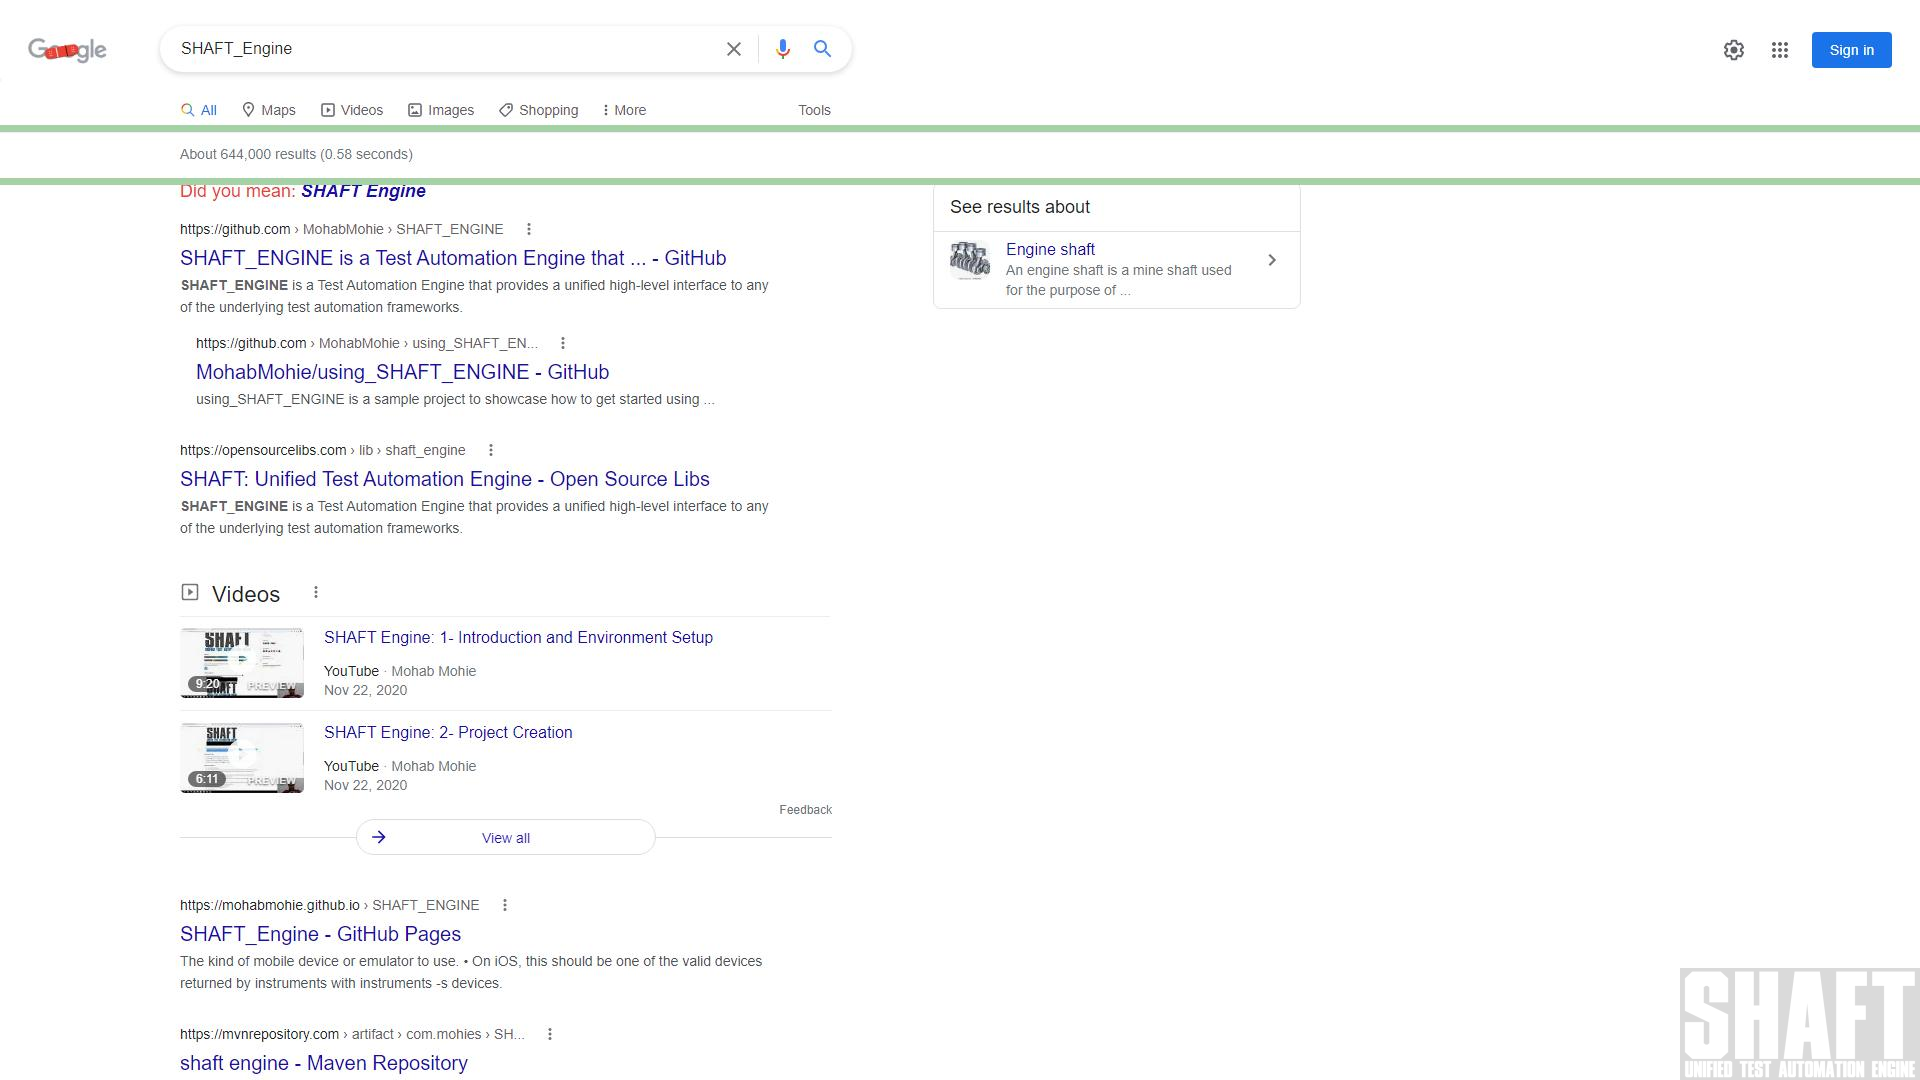 Google
SHAFT_Engine
Sign in
All
Maps
Videos
Images
Shopping
More
Tools
About 644,000 results (0.58 seconds)
Did you mean: SHAFT Engine
https://github.com › MohabMohie › SHAFT_ENGINE
SHAFT_ENGINE is a Test Automation Engine that ... - GitHub
SHAFT_ENGINE is a Test Automation Engine that provides a unified high-level interface to any
of the underlying test automation frameworks.
https://github.com › MohabMohie › using_SHAFT_EN...
MohabMohie/using_SHAFT_ENGINE - GitHub
using_SHAFT_ENGINE is a sample project to showcase how to get started using ...
https://opensourcelibs.com › lib › shaft_engine
SHAFT: Unified Test Automation Engine - Open Source Libs
SHAFT_ENGINE is a Test Automation Engine that provides a unified high-level interface to any
of the underlying test automation frameworks.
Videos
SHAFT
9:20
PREVIEW
SHAFT Engine: 1- Introduction and Environment Setup
YouTube · Mohab Mohie
Nov 22, 2020
SHAFT
6:11
PREVIEW
SHAFT Engine: 2- Project Creation
YouTube · Mohab Mohie
Nov 22, 2020
Feedback
View all
https://mohabmohie.github.io › SHAFT_ENGINE
SHAFT_Engine - GitHub Pages
The kind of mobile device or emulator to use. • On iOS, this should be one of the valid devices
returned by instruments with instruments -s devices.
https://mvnrepository.com › artifact › com.mohies › SH...
shaft engine - Maven Repository
See results about
Engine shaft
An engine shaft is a mine shaft used
for the purpose of ...
SHAFT
UNIFIED TEST AUTOMATION ENGINE